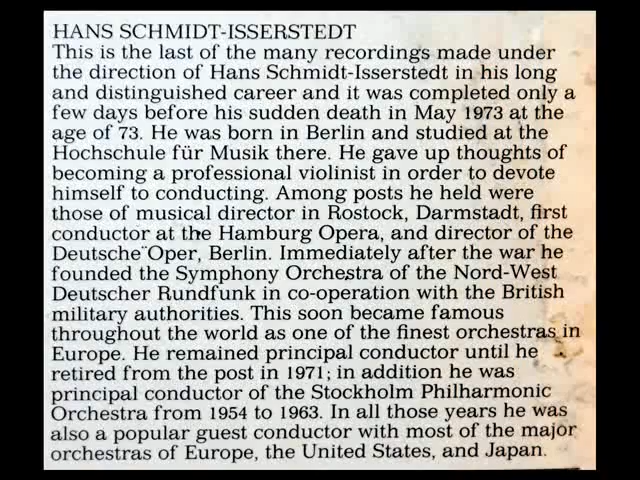 HANS SCHMIDT-ISSERSTEDT
This is the last of the many recordings made under
the direction of Hans Schmidt-Isserstedt in his long
and distinguished career and it was completed only a
few days before his sudden death in May 1973 at the
age of 73. He was born in Berlin and studied at the
Hochschule für Musik there. He gave up thoughts of
becoming a professional violinist in order to devote
himself to conducting. Among posts he held were
those of musical director in Rostock, Darmstadt, first
conductor at the Hamburg Opera, and director of the
Deutsche Oper, Berlin. Immediately after the war he
founded the Symphony Orchestra of the Nord-West
Deutscher Rundfunk in co-operation with the British
military authorities. This soon became famous
throughout the world as one of the finest orchestras in
Europe. He remained principal conductor until he
retired from the post in 1971; in addition he was
principal conductor of the Stockholm Philharmonic
Orchestra from 1954 to 1963. In all those years he was
also a popular guest conductor with most of the major
orchestras of Europe, the United States, and Japan.